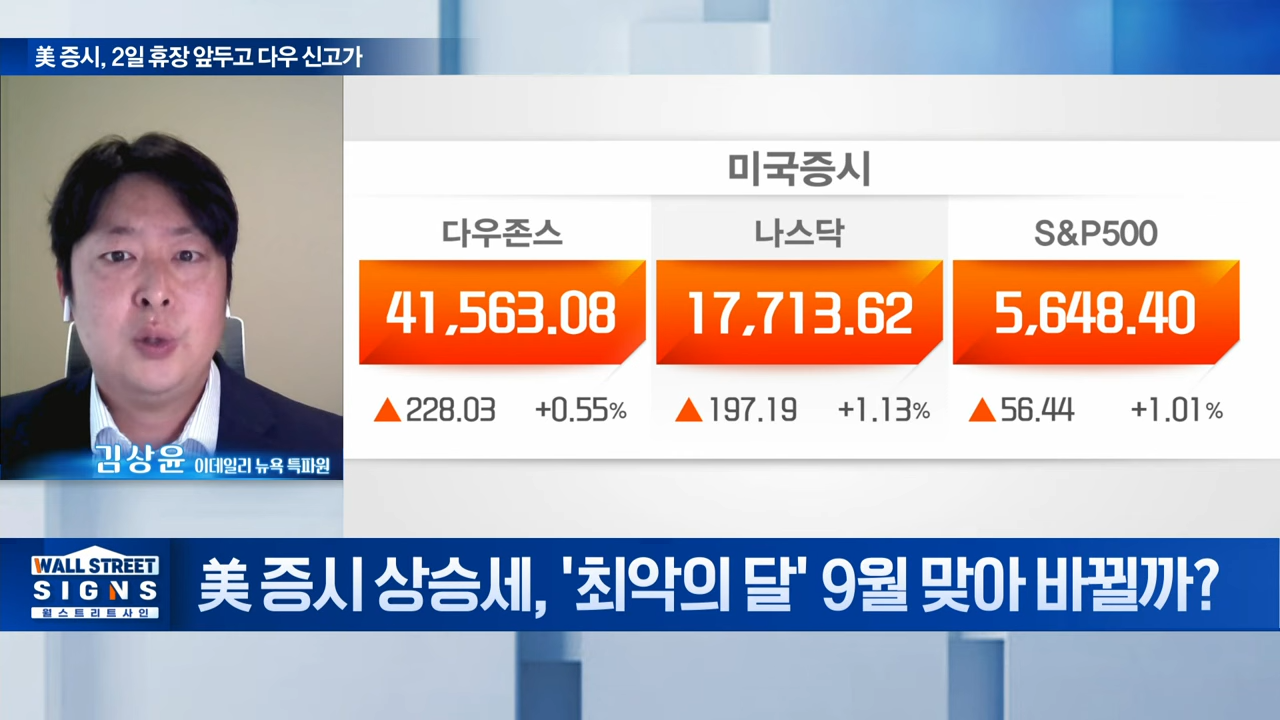 美 증시, 2일 휴장 앞두고 다우 신고가
미국증시
다우존스
나스닥
S&P500
41,563.08
17,713.62
5,648.40
▲228.03 +0.55%
▲197.19 +1.13%
▲56.44 +1.01%
김상윤 이데일리 뉴욕 특파원
WALL STREET
SIGNS
월스트리트사인
美 증시 상승세, '최악의 달' 9월 맞아 바뀔까?